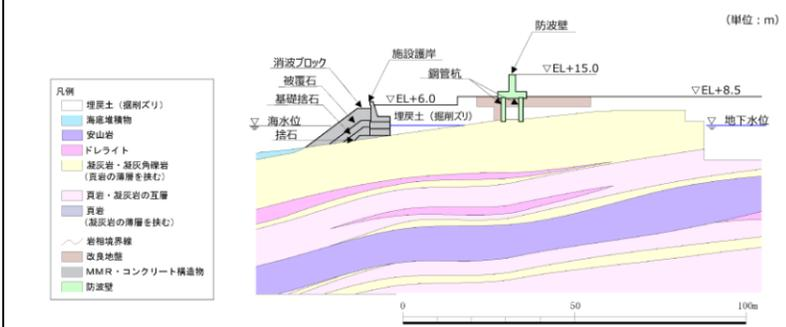 （単位：m）
防波壁
施設護岸
消波ブロック
鋼管杭
▽EL+15.0
被覆石
▽EL+6.0
▽EL+8.5
基礎捨石
埋戻土（掘削ズリ）
▽ 海水位
▽ 地下水位
捨石
凡例
埋戻土（掘削ズリ）
海底堆積物
安山岩
ドレライト
凝灰岩・凝灰角礫岩
（頁岩の薄層を挟む）
頁岩・凝灰岩の互層
頁岩
（凝灰岩の薄層を挟む）
岩相境界線
改良地盤
MMR・コンクリート構造物
防波壁
0 50 100m